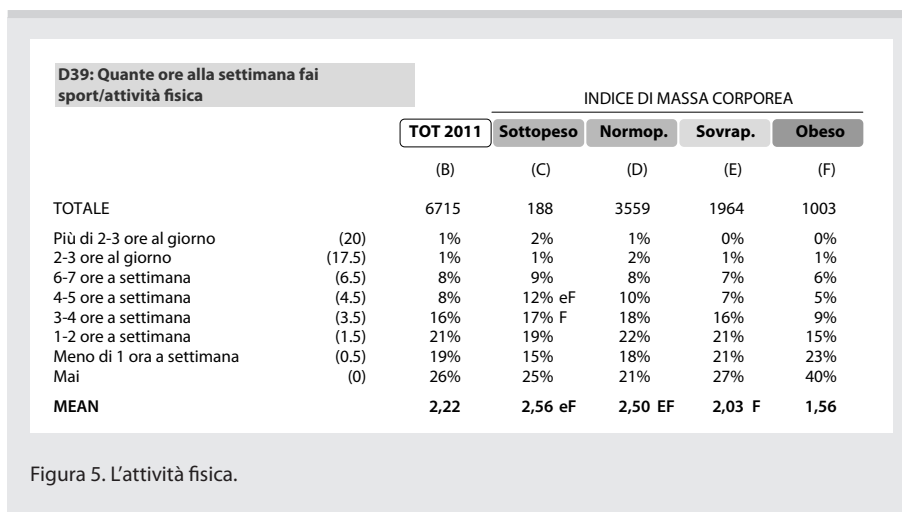 D39: Quante ore alla settimana fai
sport/attività fisica
INDICE DI MASSA CORPOREA
TOT 2011 Sottopeso Normop. Sovrap. Obeso
(B) (C) (D) (E) (F)
TOTALE 6715 188 3559 1964 1003
Più di 2-3 ore al giorno (20) 1% 2% 1% 0% 0%
2-3 ore al giorno (17.5) 1% 1% 2% 1% 1%
6-7 ore a settimana (6.5) 8% 9% 8% 7% 6%
4-5 ore a settimana (4.5) 8% 12% eF 10% 7% 5%
3-4 ore a settimana (3.5) 16% 17% F 18% 16% 9%
1-2 ore a settimana (1.5) 21% 19% 22% 21% 15%
Meno di 1 ora a settimana (0.5) 19% 15% 18% 21% 23%
Mai (0) 26% 25% 21% 27% 40%
MEAN 2,22 2,56 eF 2,50 EF 2,03 F 1,56
Figura 5. L'attività fisica.